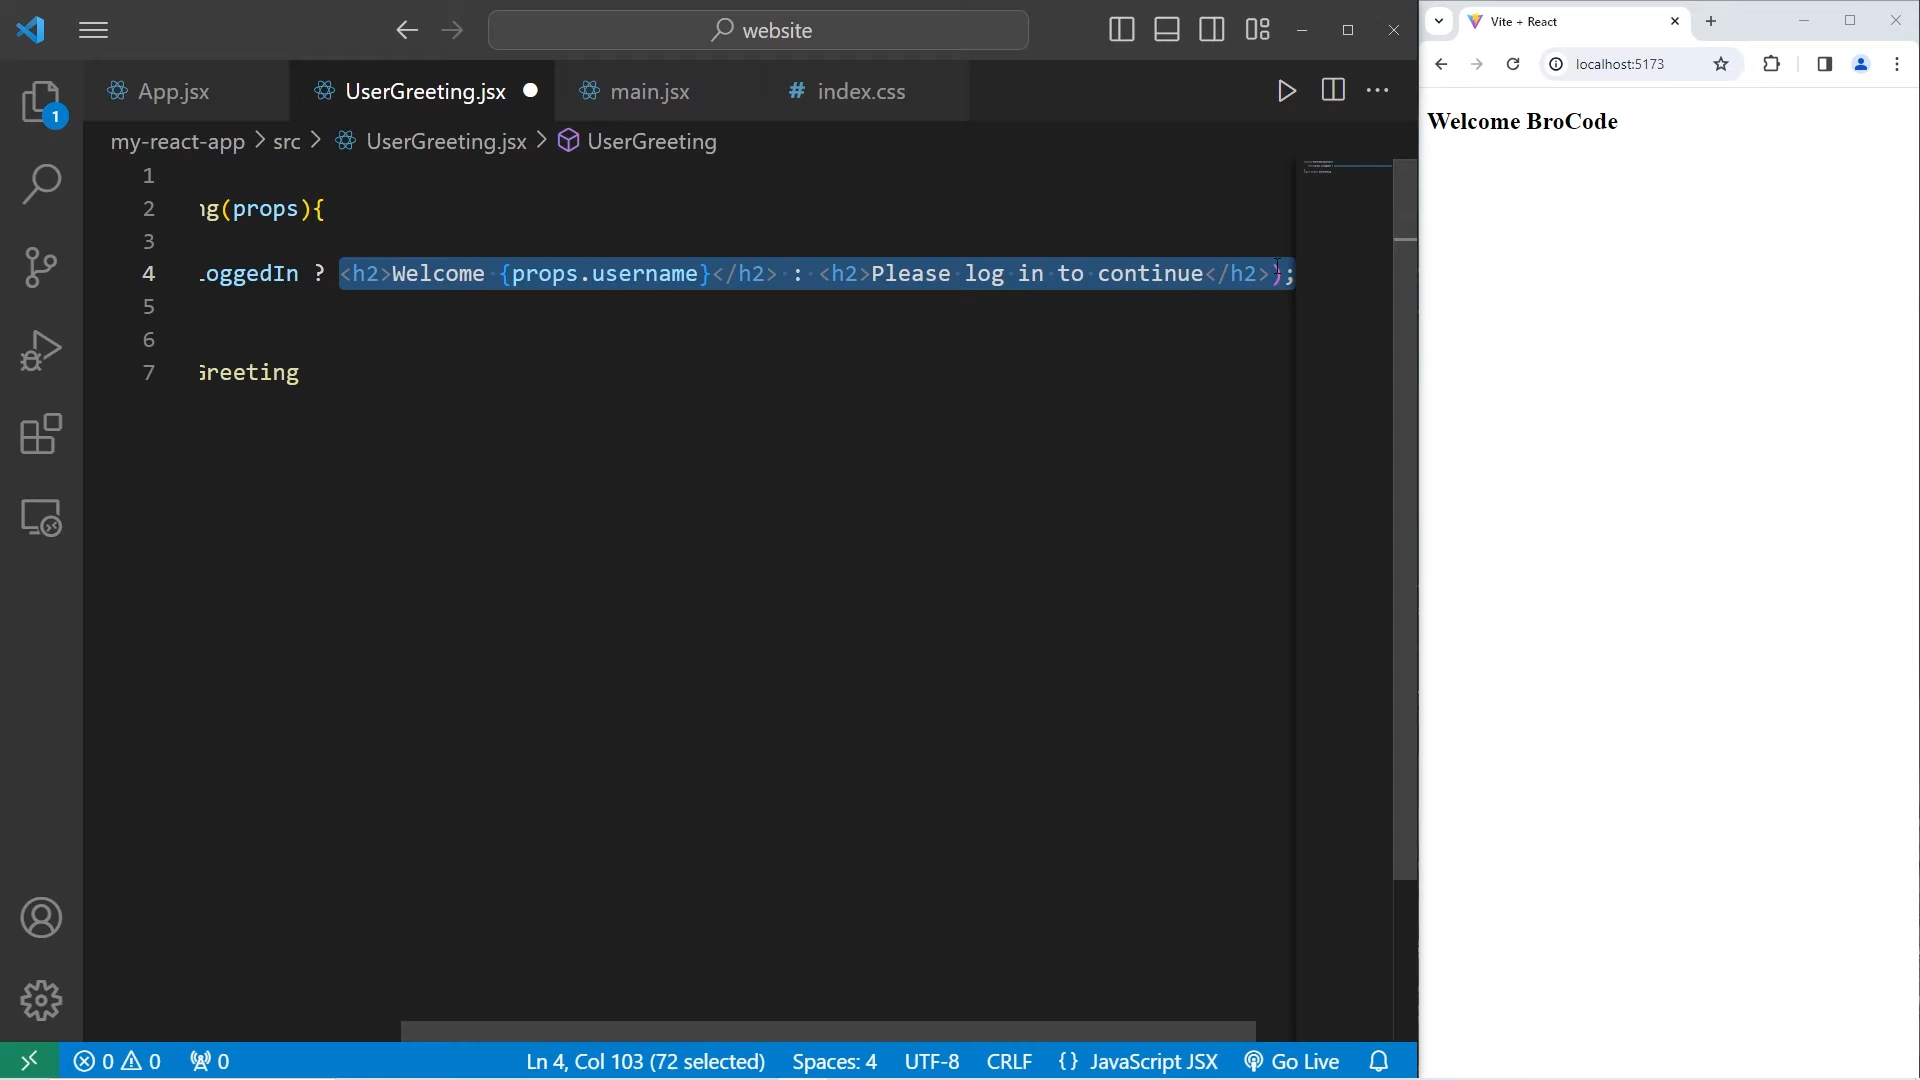 website
Vite + React
localhost:5173
App.jsx
UserGreeting.jsx
main.jsx
# index.css
1
my-react-app > src > UserGreeting.jsx > UserGreeting
Welcome BroCode
1
2 ng(props){
3
4 LoggedIn ? <h2>Welcome {props.username}</h2> : <h2>Please log in to continue</h2>);
5
6
7 Greeting
0 0 0 Ln 4, Col 103 (72 selected) Spaces: 4 UTF-8 CRLF {} JavaScript JSX Go Live